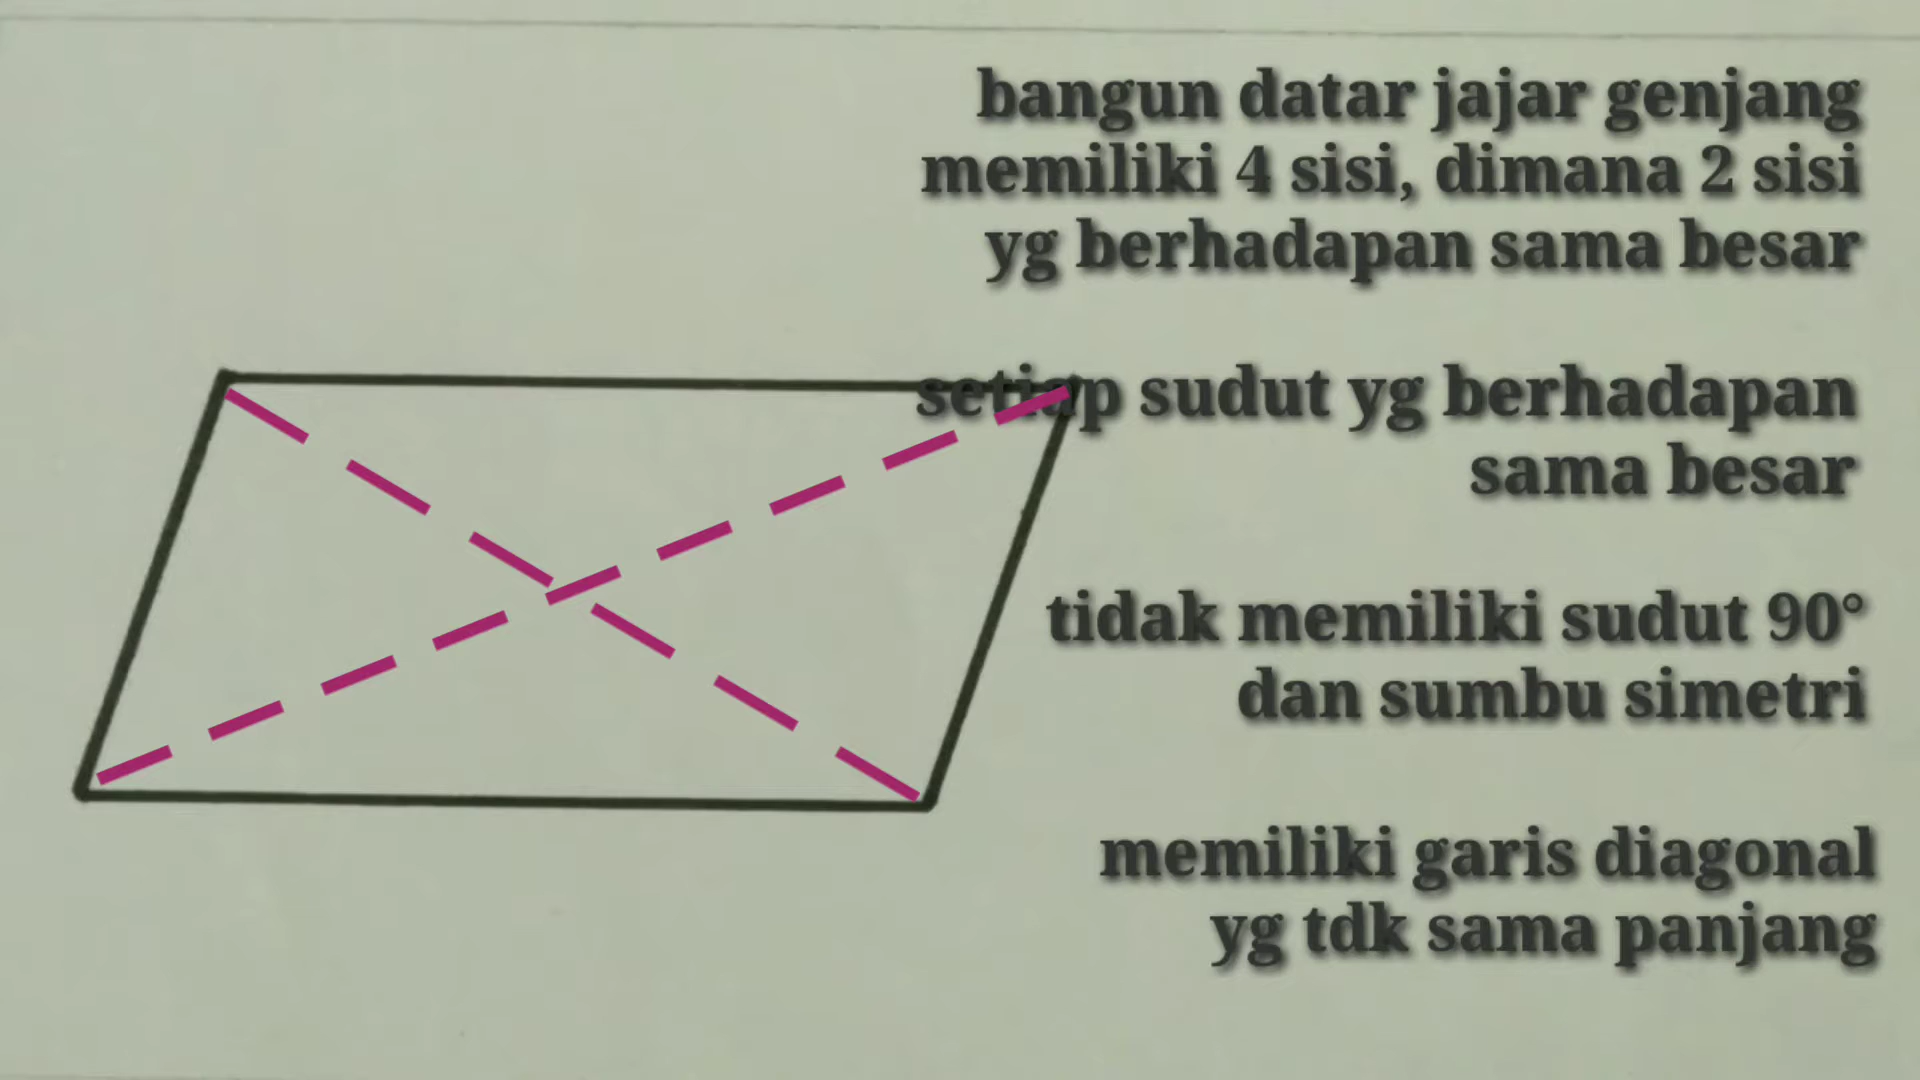 bangun datar jajar genjang
memiliki 4 sisi, dimana 2 sisi
yg berhadapan sama besar
setiap sudut yg berhadapan
sama besar
tidak memiliki sudut 90°
dan sumbu simetri
memiliki garis diagonal
yg tdk sama panjang